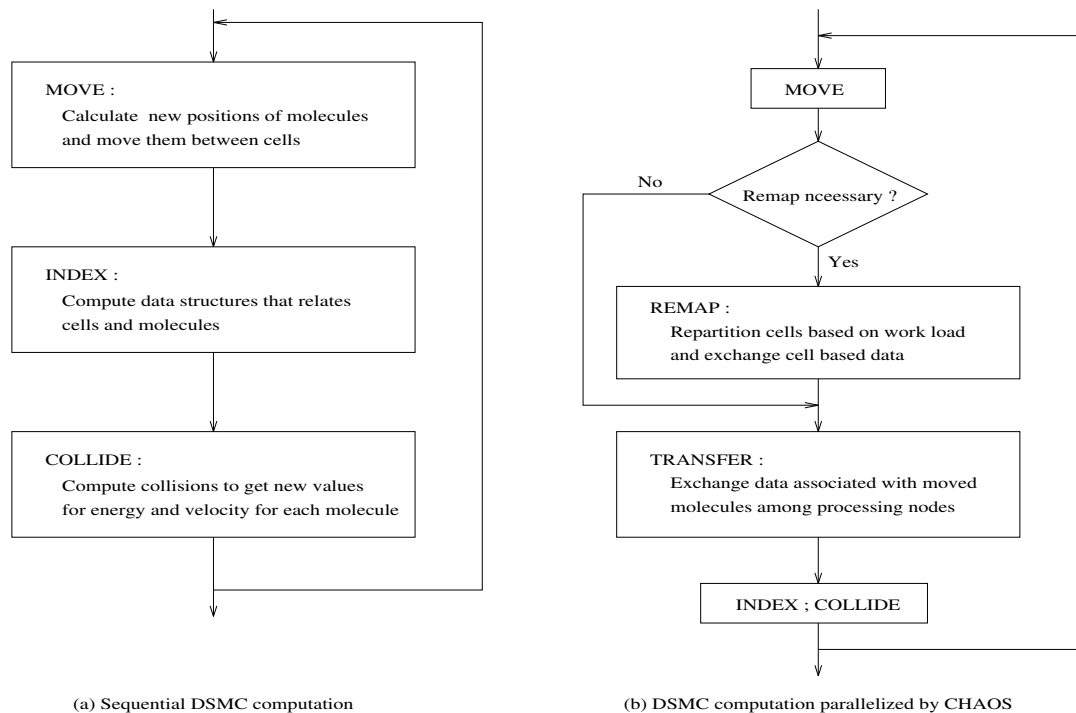 MOVE :
Calculate new positions of molecules
and move them between cells
INDEX :
Compute data structures that relates
cells and molecules
COLLIDE :
Compute collisions to get new values
for energy and velocity for each molecule
(a) Sequential DSMC computation
MOVE
No
Remap nceessary ?
Yes
REMAP :
Repartition cells based on work load
and exchange cell based data
TRANSFER :
Exchange data associated with moved
molecules among processing nodes
INDEX ; COLLIDE
(b) DSMC computation parallelized by CHAOS